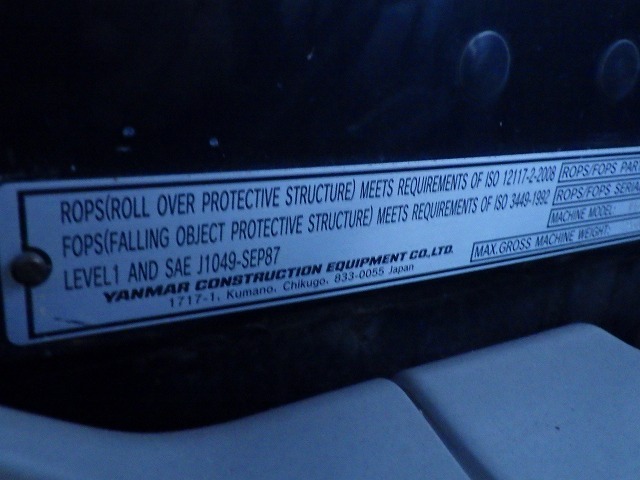 ROPS(ROLL OVER PROTECTIVE STRUCTURE) MEETS REQUIREMENTS OF ISO 12117-2-2008
FOPS(FALLING OBJECT PROTECTIVE STRUCTURE) MEETS REQUIREMENTS OF ISO 3449-1992
LEVEL1 AND SAE J1049-SEP87
YANMAR CONSTRUCTION EQUIPMENT CO.,LTD.
1717-1, Kumano, Chikugo, 833-0055 Japan
ROPS/FOPS PAR
ROPS/FOPS SERI
MACHINE MODEL:
MAX.GROSS MACHINE WEIGHT: